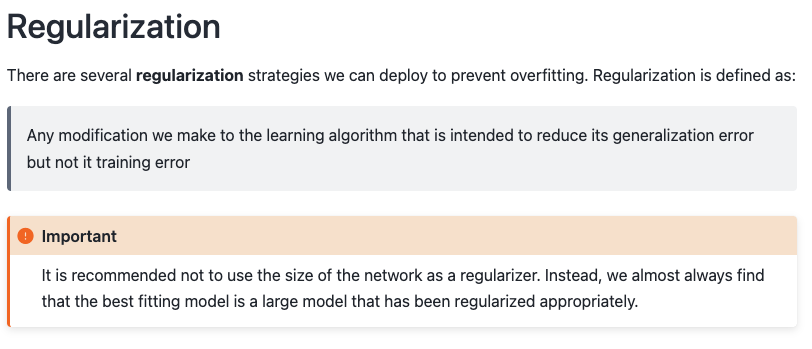 Regularization
There are several regularization strategies we can deploy to prevent overfitting. Regularization is defined as:
Any modification we make to the learning algorithm that is intended to reduce its generalization error
but not it training error
Important
It is recommended not to use the size of the network as a regularizer. Instead, we almost always find
that the best fitting model is a large model that has been regularized appropriately.